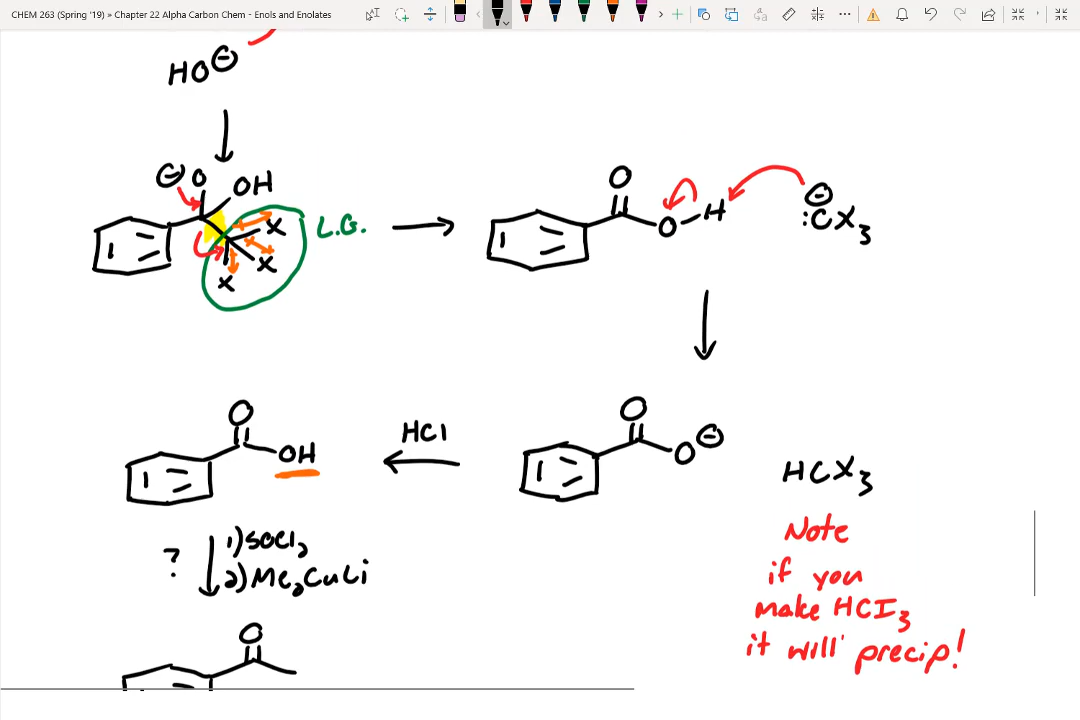 CHEM 263 (Spring '19) » Chapter 22 Alpha Carbon Chem - Enols and Enolates
HO⊖
⊖O OH
X
X
X
L.G.
O
O-H
⊖
:CX₃
O
OH
HCl
O
O⊖
HCX₃
Note
if you
make HCI₃
it will precip!
?
1) SOCl₂
2) Me₂CuLi
O